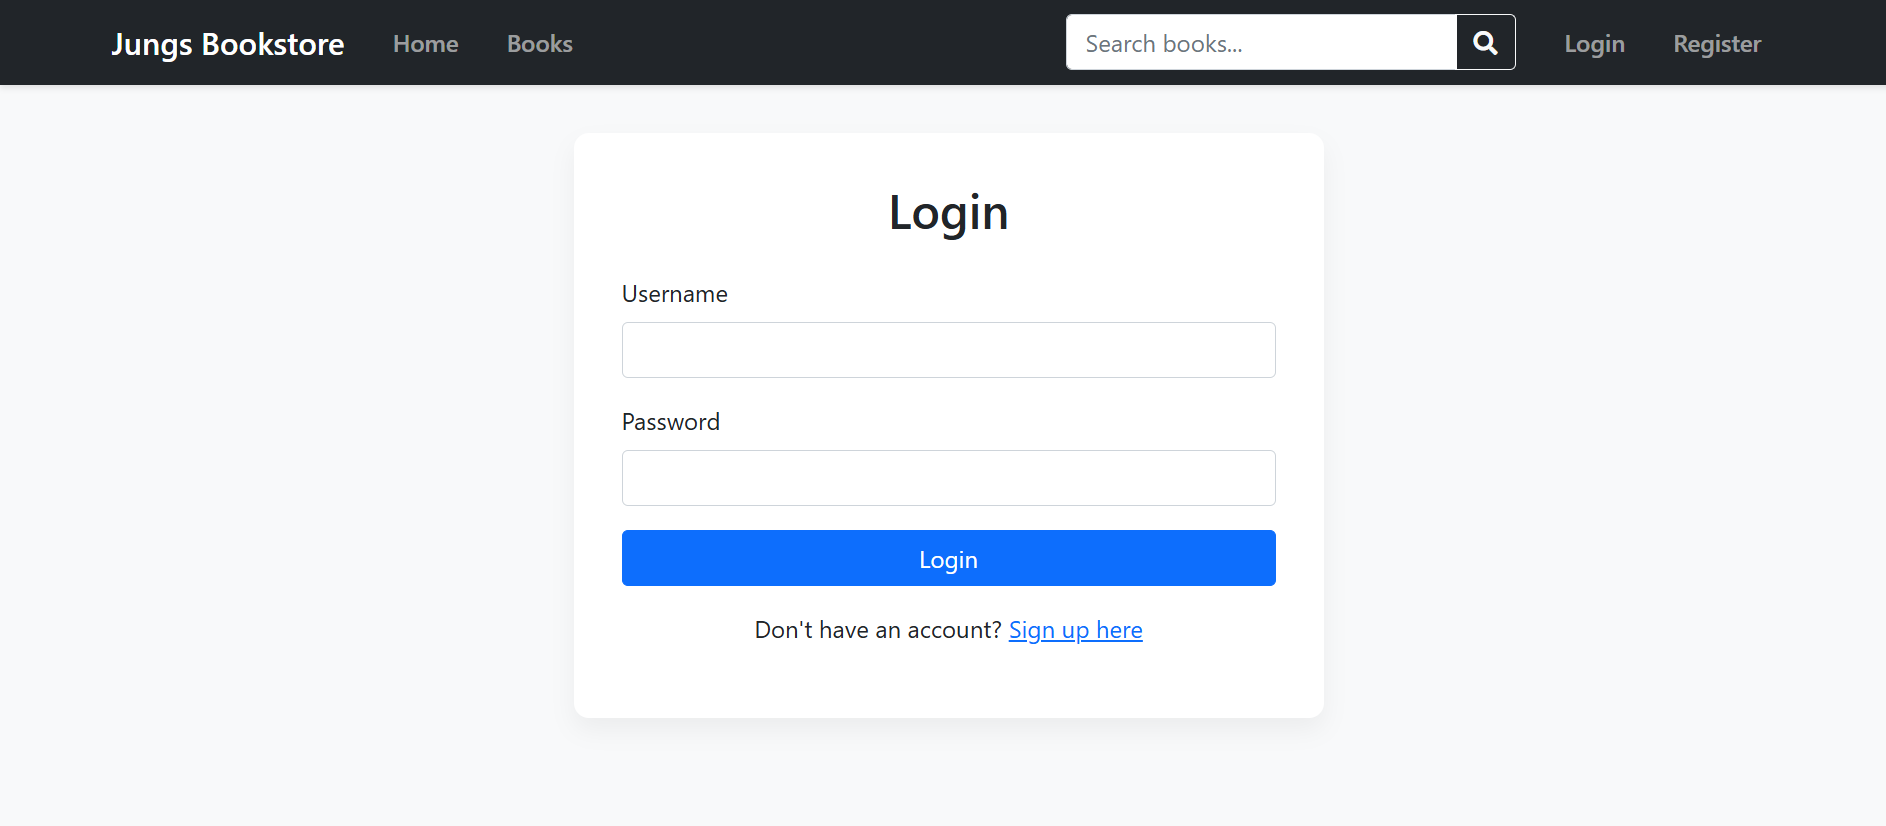 Jungs Bookstore Home Books Search books... Login Register
Login
Username
Password
Login
Don't have an account? Sign up here